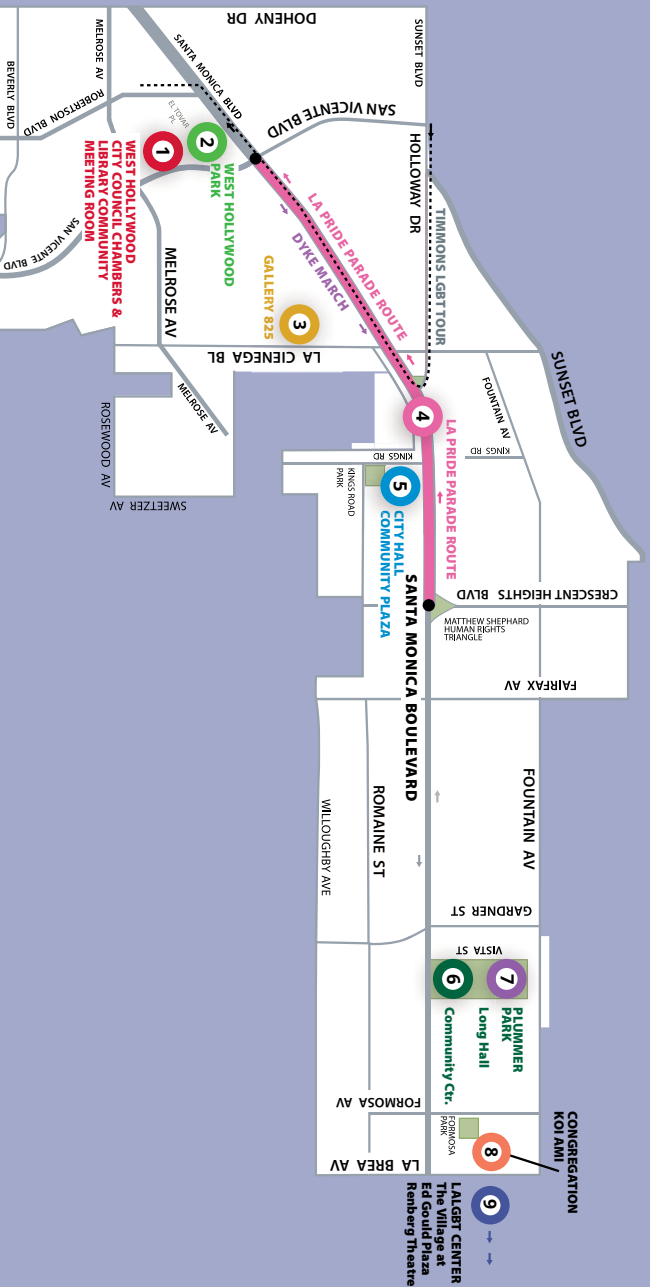 DOHENY DR
SUNSET BLVD
MELROSE AV
SANTA MONICA BLVD
BEVERLY BLVD
ROBERTSON BLVD
EL TOVAR
PL
SAN VICENTE BLVD
HOLLOWAY DR
TIMMONS LGBT TOUR
1
WEST HOLLYWOOD
CITY COUNCIL CHAMBERS &
LIBRARY COMMUNITY
MEETING ROOM
2
WEST HOLLYWOOD
PARK
SAN VICENTE BLVD
MELROSE AV
LA PRIDE PARADE ROUTE
DYKE MARCH
GALLERY 825
3
LA CIENEGA BL
MELROSE AV
ROSEWOOD AV
SWEETZER AV
SUNSET BLVD
FOUNTAIN AV
KINGS RD
4
LA PRIDE PARADE ROUTE
KINGS RD
KINGS ROAD
PARK
5
CITY HALL
COMMUNITY PLAZA
SANTA MONICA BOULEVARD
CRESCENT HEIGHTS BLVD
MATTHEW SHEPHARD
HUMAN RIGHTS
TRIANGLE
FAIRFAX AV
FOUNTAIN AV
ROMAINE ST
WILLOUGHBY AVE
GARDNER ST
VISTA ST
7
6
PLUMMER
PARK
Long Hall
Community Ctr.
FORMOSA AV
FORMOSA
PARK
8
CONGREGATION
KOI AMI
LA BREA AV
9
LALGBT CENTER
The Village at
Ed Gould Plaza
Renberg Theatre